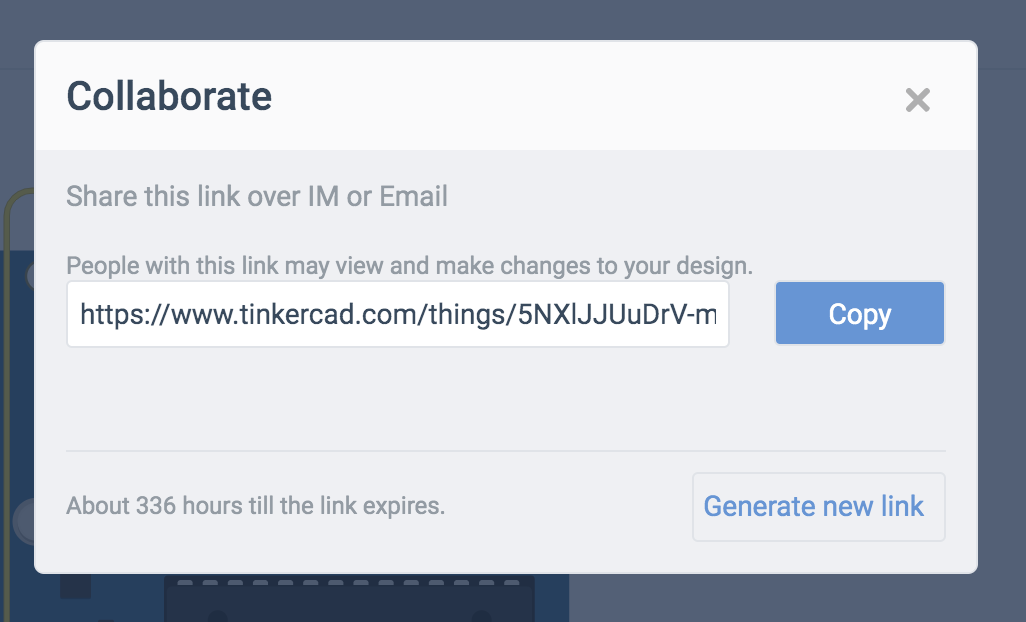 Collaborate
Share this link over IM or Email
People with this link may view and make changes to your design.
https://www.tinkercad.com/things/5NXlJJUuDrV-m
Copy
About 336 hours till the link expires.
Generate new link